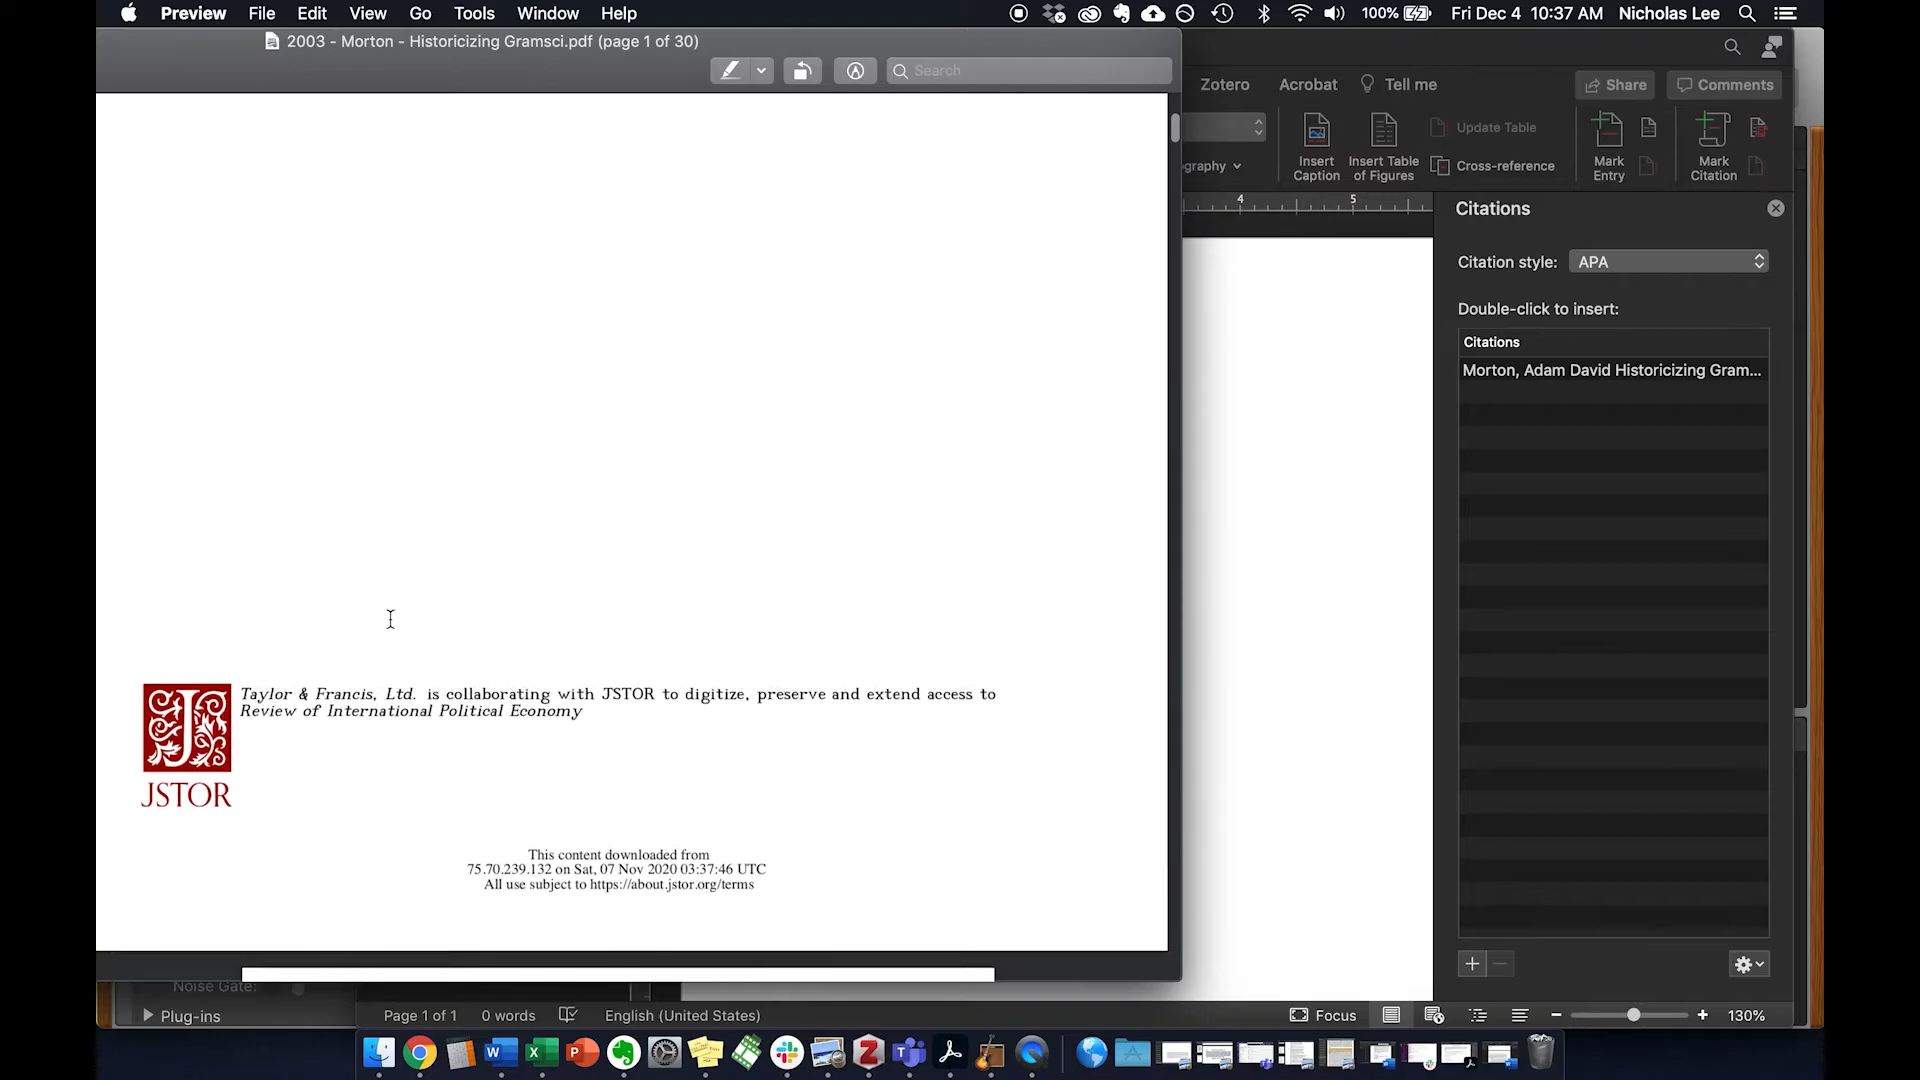 Preview File Edit View Go Tools Window Help
100% Fri Dec 4 10:37 AM Nicholas Lee
2003 - Morton - Historicizing Gramsci.pdf (page 1 of 30)
Search
Zotero Acrobat Tell me Share Comments
Insert Caption
Insert Table of Figures
Update Table
Cross-reference
Mark Entry
Mark Citation
graphy
4 5
Citations
Citation style: APA
Double-click to insert:
Citations
Morton, Adam David Historicizing Gram...
Taylor & Francis, Ltd. is collaborating with JSTOR to digitize, preserve and extend access to
Review of International Political Economy
JSTOR
This content downloaded from
75.70.239.132 on Sat, 07 Nov 2020 03:37:46 UTC
All use subject to https://about.jstor.org/terms
Noise Gate:
Plug-ins
Page 1 of 1 0 words English (United States) Focus 130%